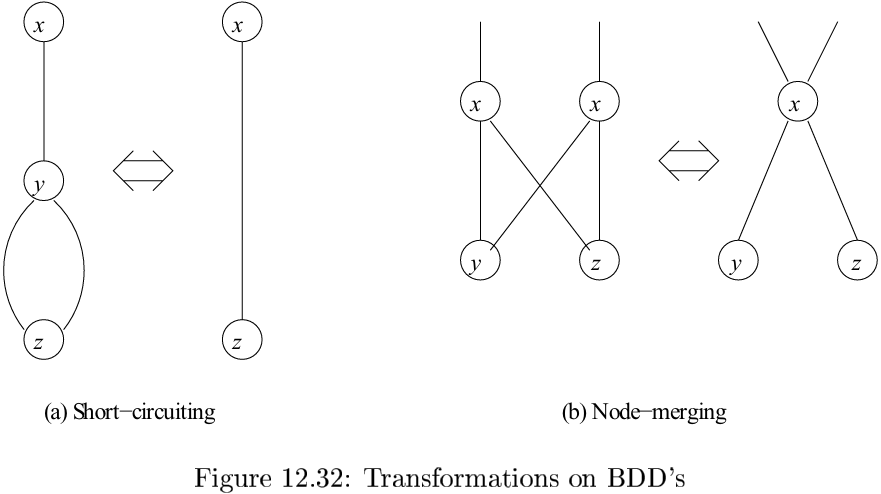 x
x
x
x
x
y
y
z
y
z
z
z
(a) Short−circuiting
(b) Node−merging
Figure 12.32: Transformations on BDD's